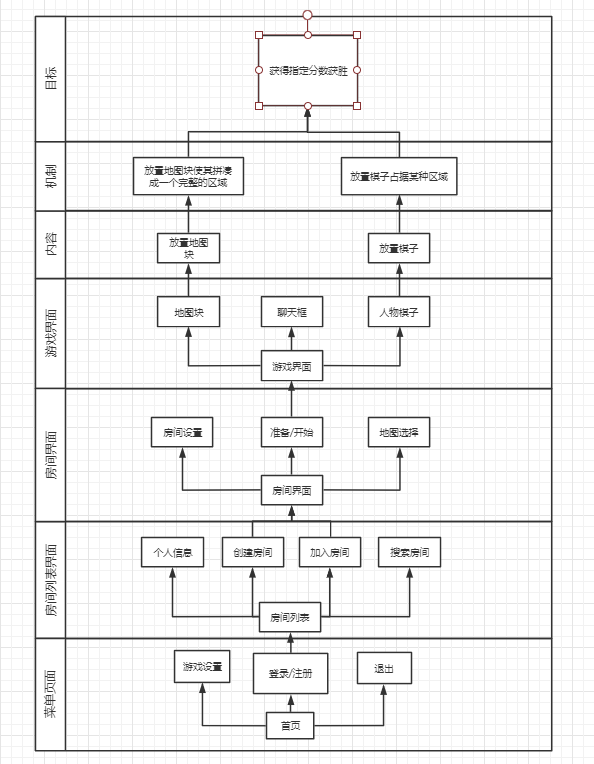 目标
获得指定分数获胜
机制
放置地图块使其拼凑
成一个完整的区域
放置棋子占据某种区域
内容
放置地图
块
放置棋子
游戏界面
地图块
聊天框
人物棋子
游戏界面
房间界面
房间设置
准备/开始
地图选择
房间界面
房间列表界面
个人信息
创建房间
加入房间
搜索房间
房间列表
菜单页面
游戏设置
登录/注册
退出
首页